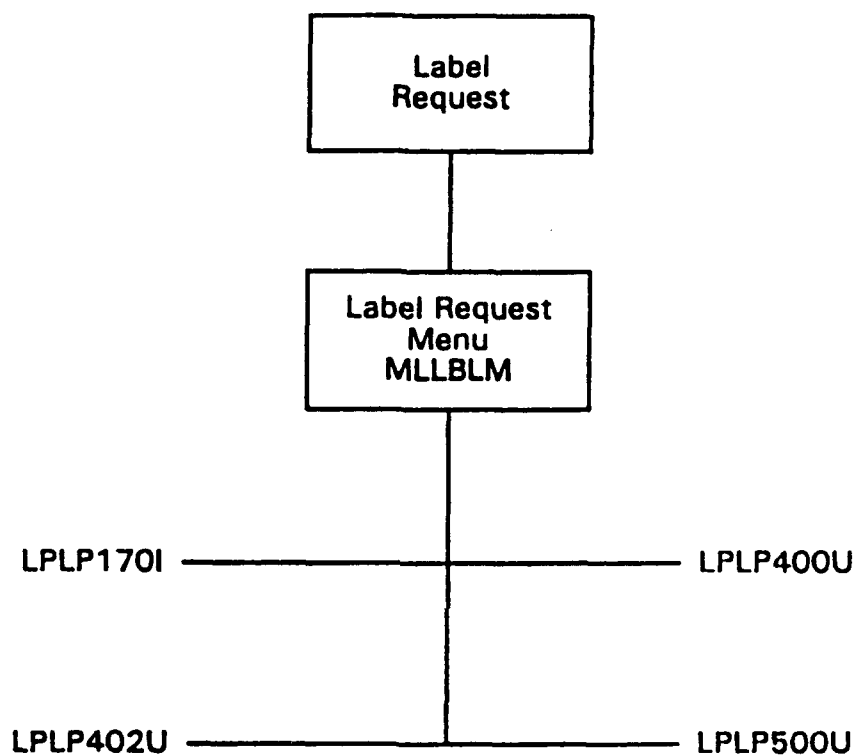 Label
Request
Label Request
Menu
MLLBLM
LPLP170I
LPLP400U
LPLP402U
LPLP500U